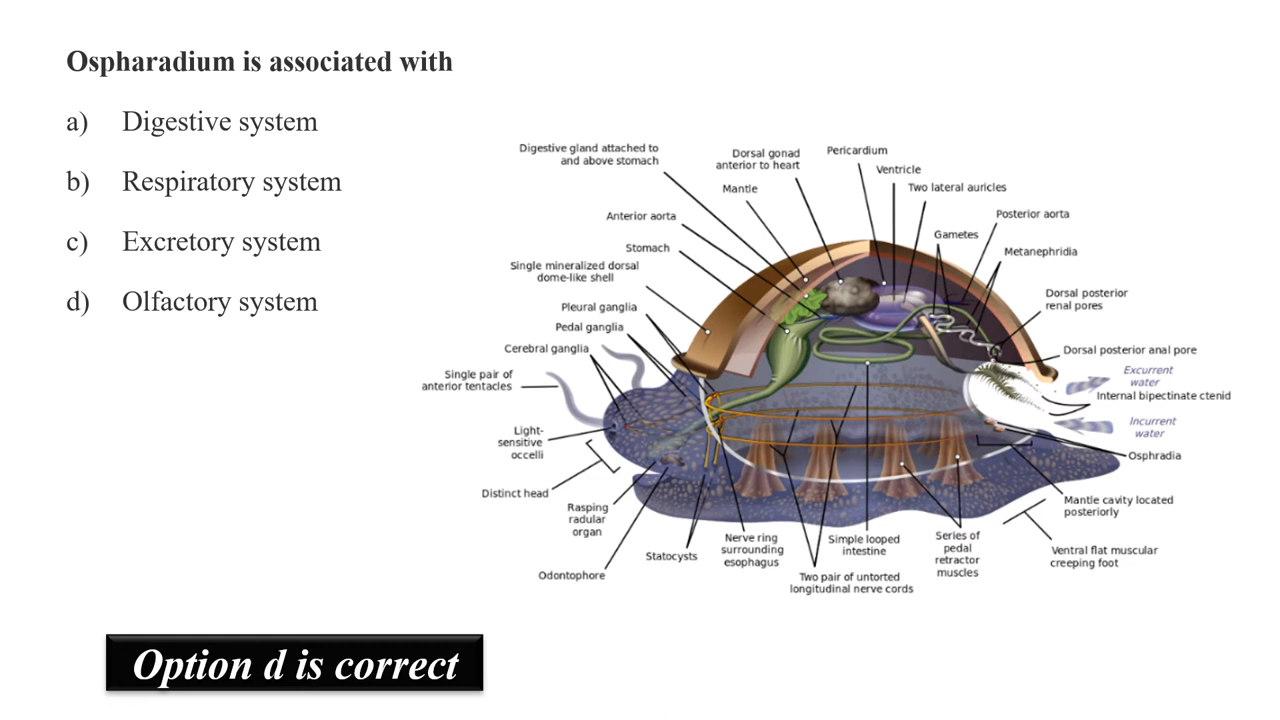 Ospharadium is associated with
a) Digestive system
b) Respiratory system
c) Excretory system
d) Olfactory system
Digestive gland attached to
and above stomach
Dorsal gonad
anterior to heart
Pericardium
Ventricle
Mantle
Two lateral auricles
Anterior aorta
Posterior aorta
Gametes
Stomach
Metanephridia
Single mineralized dorsal
dome-like shell
Dorsal posterior
renal pores
Pleural ganglia
Pedal ganglia
Cerebral ganglia
Dorsal posterior anal pore
Single pair of
anterior tentacles
Excurrent
water
Internal bipectinate ctenid
Light-
sensitive
occelli
Incurrent
water
Osphradia
Distinct head
Rasping
radular
organ
Mantle cavity located
posteriorly
Statocysts
Nerve ring
surrounding
esophagus
Simple looped
intestine
Series of
pedal
retractor
muscles
Ventral flat muscular
creeping foot
Odontophore
Two pair of untorted
longitudinal nerve cords
Option d is correct